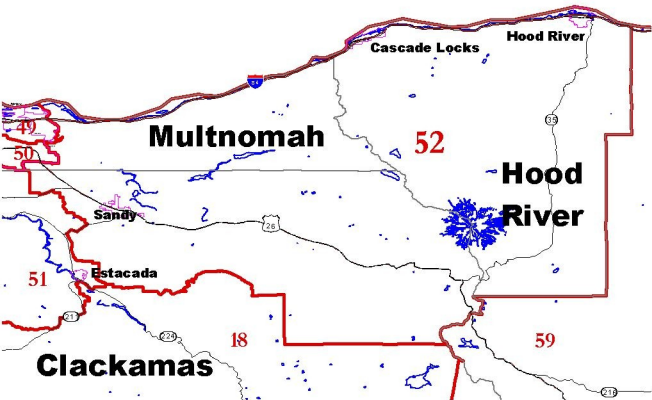 Hood River
Cascade Locks
49
Multnomah
52
35
50
Hood
River
Sandy
26
Estacada
51
211
224
18
59
Clackamas
216